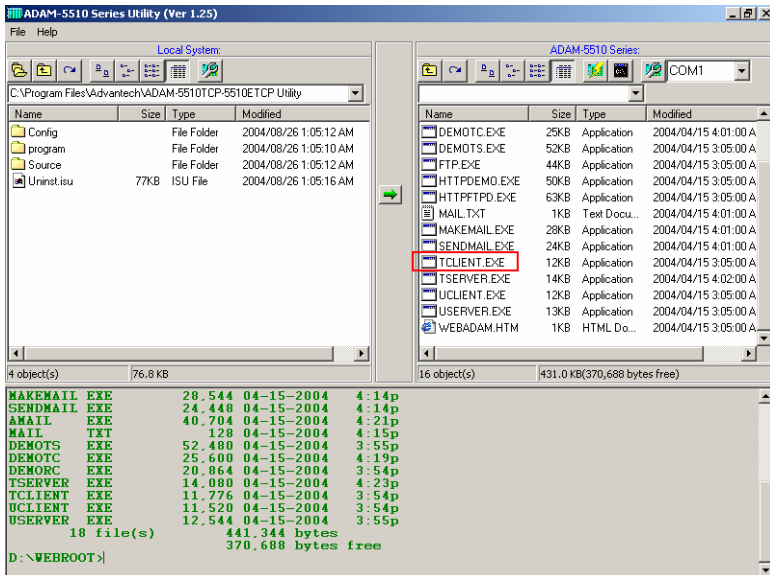 ADAM-5510 Series Utility (Ver 1.25)
File Help
Local System:
ADAM-5510 Series:
COM1
C:\Program Files\Advantech\ADAM-5510TCP-5510ETCP Utility
Name Size Type Modified
Config File Folder 2004/08/26 1:05:12 AM
program File Folder 2004/08/26 1:05:10 AM
Source File Folder 2004/08/26 1:05:12 AM
Uninst.isu 77KB ISU File 2004/08/26 1:05:16 AM
Name Size Type Modified
DEMOTC.EXE 25KB Application 2004/04/15 4:01:00 A
DEMOTS.EXE 52KB Application 2004/04/15 3:05:00 A
FTP.EXE 44KB Application 2004/04/15 3:05:00 A
HTTPDEMO.EXE 50KB Application 2004/04/15 3:05:00 A
HTTPFTPD.EXE 63KB Application 2004/04/15 3:05:00 A
MAIL.TXT 1KB Text Docu... 2004/04/15 4:01:00 A
MAKEMAIL.EXE 28KB Application 2004/04/15 4:01:00 A
SENDMAIL.EXE 24KB Application 2004/04/15 4:01:00 A
TCLIENT.EXE 12KB Application 2004/04/15 3:05:00 A
TSERVER.EXE 14KB Application 2004/04/15 4:02:00 A
UCLIENT.EXE 12KB Application 2004/04/15 3:05:00 A
USERVER.EXE 13KB Application 2004/04/15 3:05:00 A
WEBADAM.HTM 1KB HTML Do... 2004/04/15 3:05:00 A
4 object(s) 76.8 KB
16 object(s) 431.0 KB(370,688 bytes free)
MAKEMAIL EXE 28,544 04-15-2004 4:14p
SENDMAIL EXE 24,448 04-15-2004 4:14p
AMAIL EXE 40,704 04-15-2004 4:21p
MAIL TXT 128 04-15-2004 4:15p
DEMOTS EXE 52,480 04-15-2004 3:55p
DEMOTC EXE 25,600 04-15-2004 4:19p
DEMORC EXE 20,864 04-15-2004 3:54p
TSERVER EXE 14,080 04-15-2004 4:23p
TCLIENT EXE 11,776 04-15-2004 3:54p
UCLIENT EXE 11,520 04-15-2004 3:54p
USERVER EXE 12,544 04-15-2004 3:55p
18 file(s) 441,344 bytes
370,688 bytes free
D:\WEBROOT>